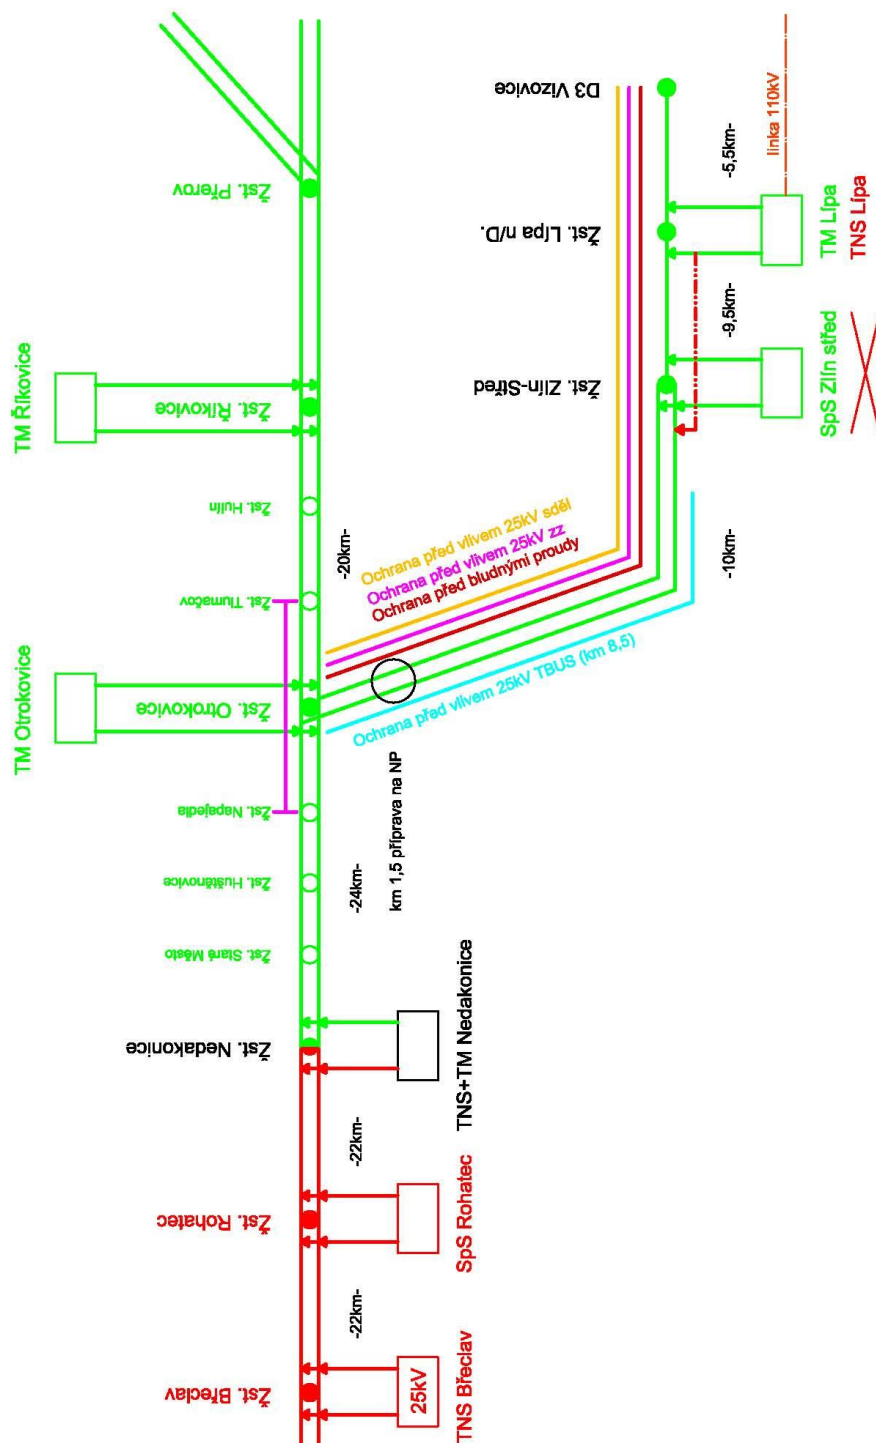 D3 Vizovice
Žst. Přerov
linka 110kV
-5,5km-
Žst. Lípa n/D.
TM Lípa
TNS Lípa
-9,5km-
TM Říkovice
Žst. Říkovice
Žst. Zlín-Střed
SpS Zlín střed
Žst. Hulín
-20km-
Ochrana před vlivem 25kV sděl
Ochrana před vlivem 25kV zz
Ochrana před bludnými proudy
-10km-
Žst. Tlumačov
TM Otrokovice
Žst. Otrokovice
Ochrana před vlivem 25kV TBUS (km 8,5)
km 1,5 příprava na NP
Žst. Napajedla
Žst. Huštěnovice
-24km-
Žst. Staré Město
Žst. Nedakonice
TNS+TM Nedakonice
-22km-
Žst. Rohatec
SpS Rohatec
-22km-
Žst. Břeclav
25kV
TNS Břeclav